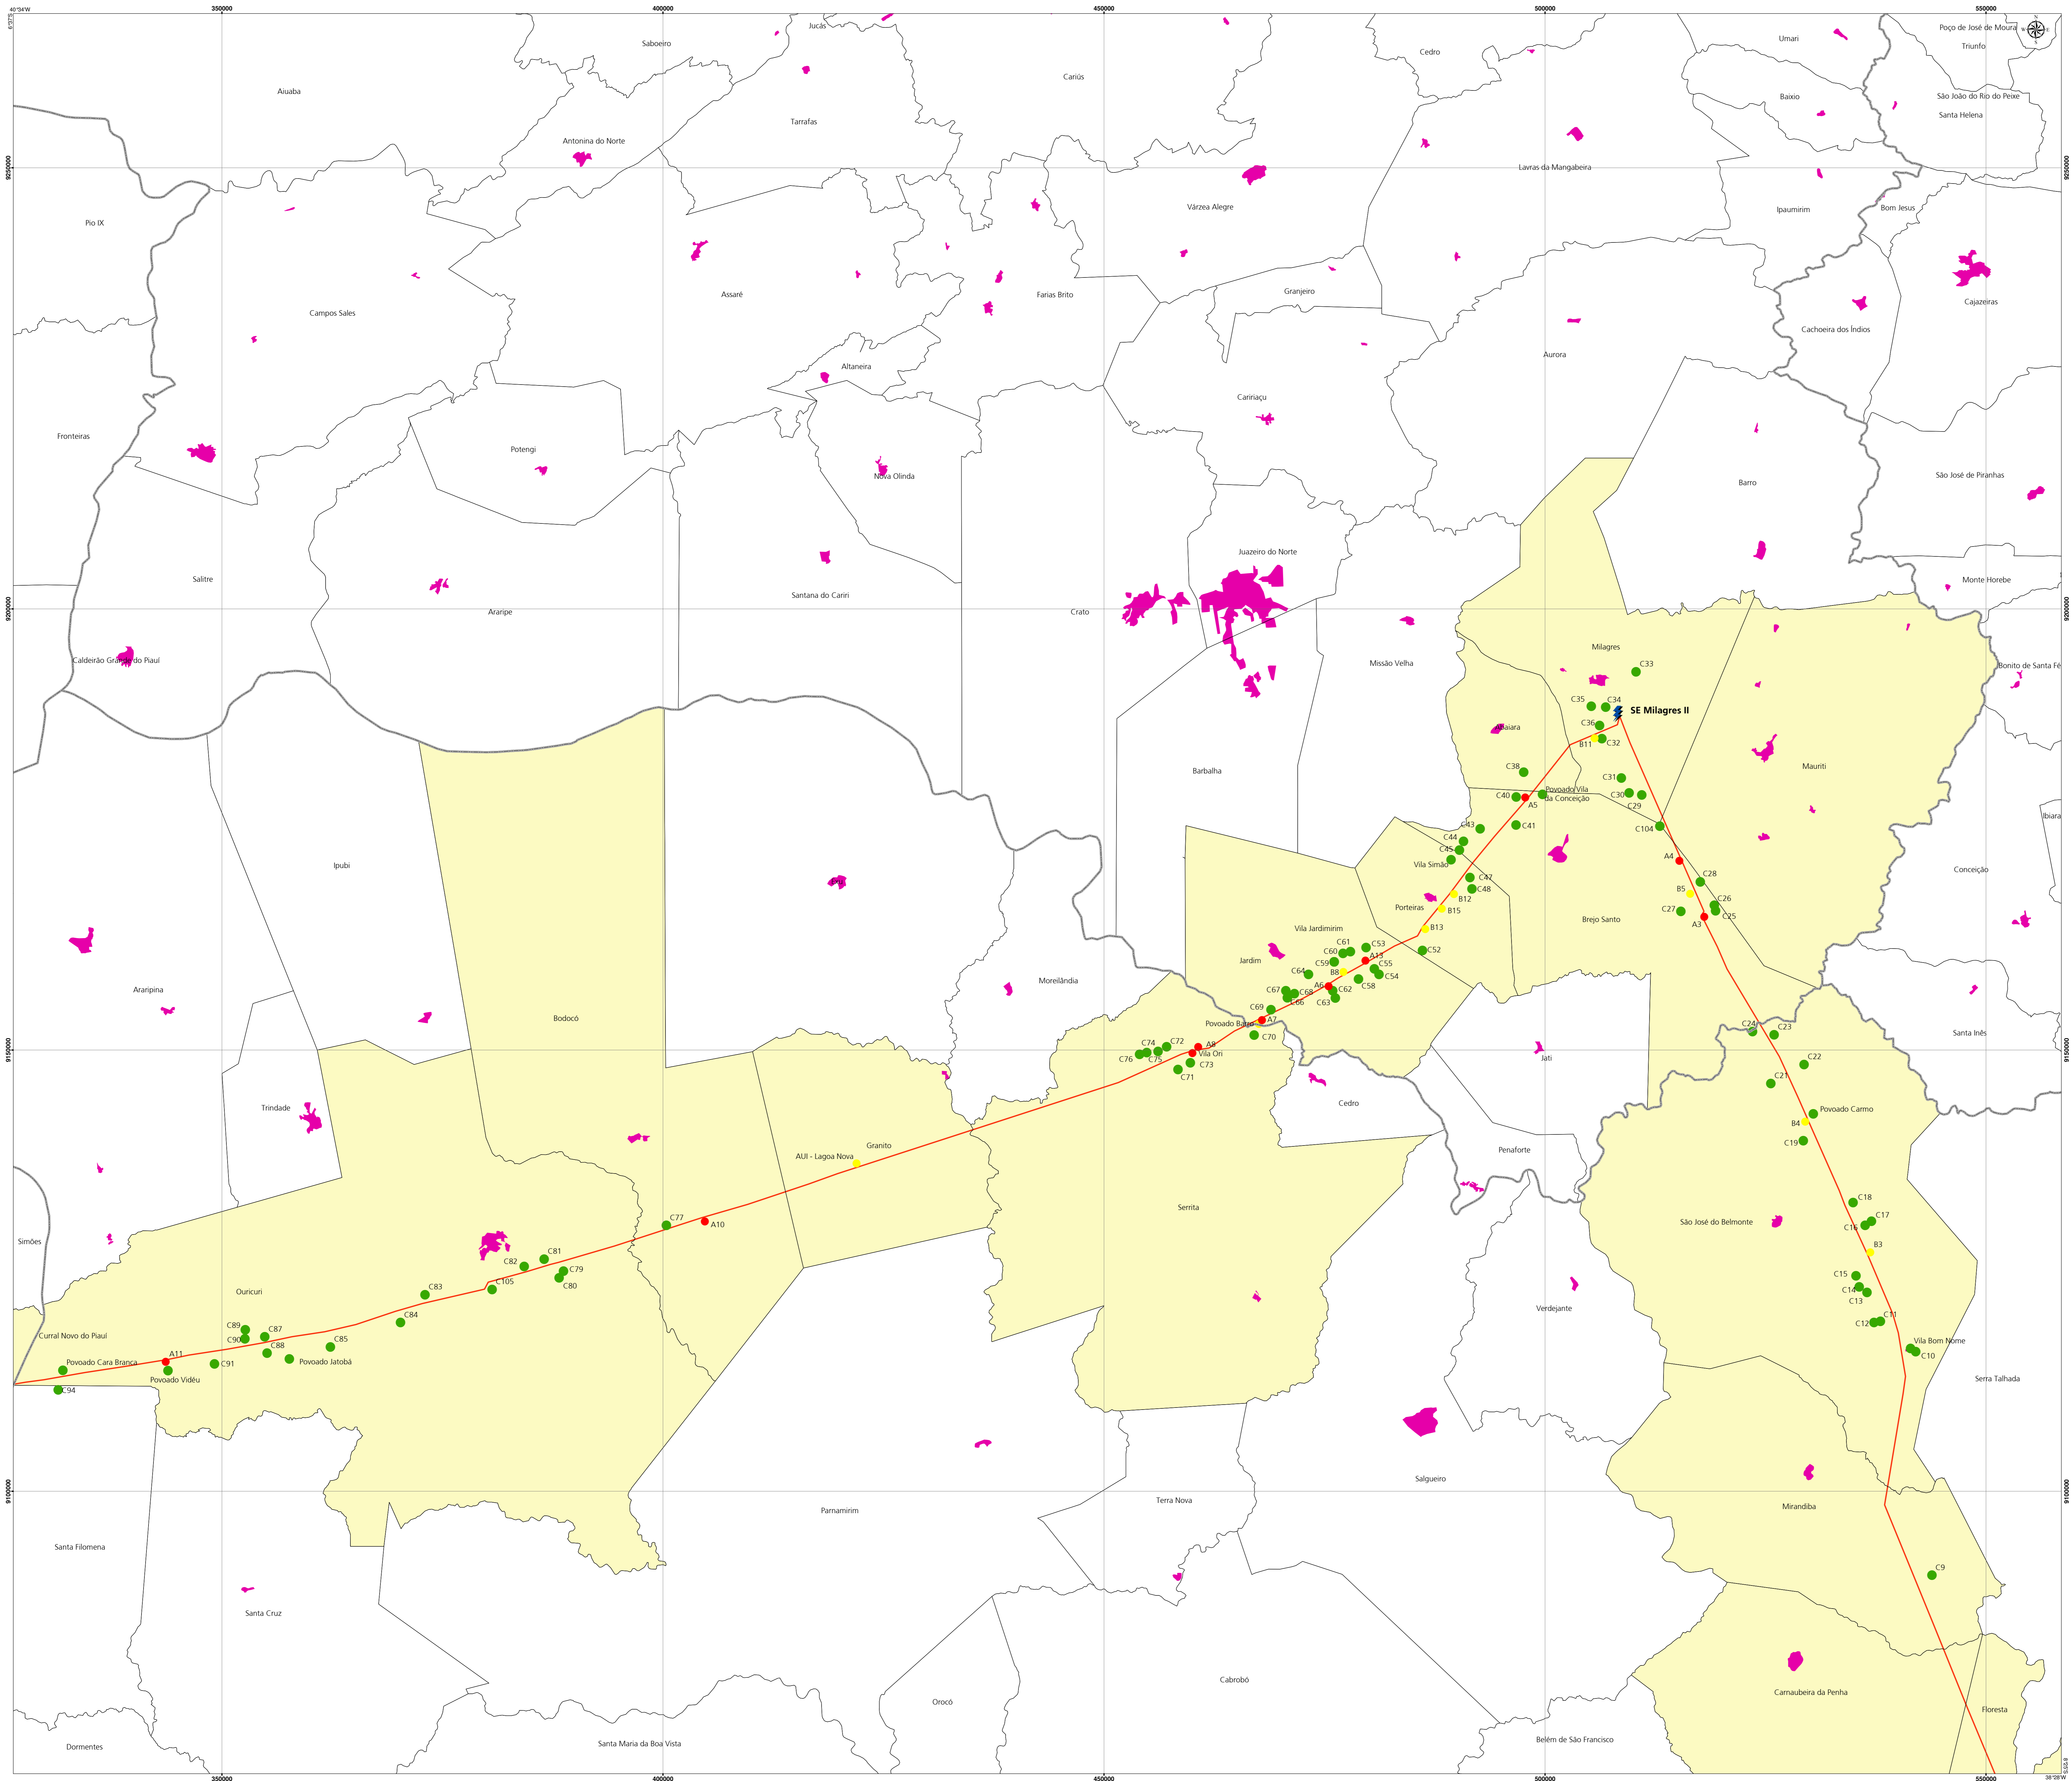 40°34'W
350000
400000
450000
500000
550000
Jucás
Saboeiro
Cedro
Umari
Poço de José de Moura
Triunfo
N
W
E
S
Cariús
Aiuaba
Baixio
São João do Rio do Peixe
Santa Helena
Tarrafas
Antonina do Norte
9250000
Lavras da Mangabeira
9250000
Várzea Alegre
Ipaumirim
Bom Jesus
Pio IX
Assaré
Farias Brito
Granjeiro
Cajazeiras
Campos Sales
Cachoeira dos Índios
Aurora
Altaneira
Caririaçu
Fronteiras
Potengi
Nova Olinda
Barro
São José de Piranhas
Juazeiro do Norte
Salitre
Monte Horebe
Santana do Cariri
9200000
Araripe
Crato
9200000
Milagres
Caldeirão Grande do Piauí
Missão Velha
C33
Bonito de Santa Fé
C35
C34
SE Milagres II
C36
Abaiara
B11
C32
Mauriti
C38
Barbalha
C31
Povoado Vila
da Conceição
C40
A5
C30
C29
Ibiara
C43
C41
C104
C44
C45
A4
Vila Simão
Ipubi
Conceição
C47
C28
Exu
C48
B5
B12
Porteiras
B15
C27
C26
C25
Brejo Santo
A3
Vila Jardimirim
B13
Araripina
Jardim
C61
C53
C60
C52
C59
A13
C55
C64
B8
C54
Moreilândia
C58
A6
C67
C68
C62
C66
C63
C69
Bodocó
Povoado Barro
A7
C24
C23
Santa Inês
C70
C74
C72
A8
9150000
C76
C75
Vila Ori
Jati
9150000
C73
C22
C71
C21
Trindade
Cedro
Povoado Carmo
B4
Granito
C19
AUI - Lagoa Nova
Penaforte
C18
Serrita
C77
A10
São José do Belmonte
C17
C16
Simões
B3
C81
C82
C79
C15
C105
C80
Ouricuri
C83
C14
C13
Verdejante
C84
C11
C12
Curral Novo do Piauí
C89
C87
C90
C85
Vila Bom Nome
C88
C10
A11
Povoado Cara Branca
C91
Povoado Jatobá
Povoado Vidéu
Serra Talhada
C94
Salgueiro
9100000
Terra Nova
9100000
Parnamirim
Mirandiba
Santa Filomena
C9
Santa Cruz
Cabrobó
Carnaubeira da Penha
Orocó
Floresta
Dormentes
Santa Maria da Boa Vista
Belém de São Francisco
350000
400000
450000
500000
550000
38°28'W